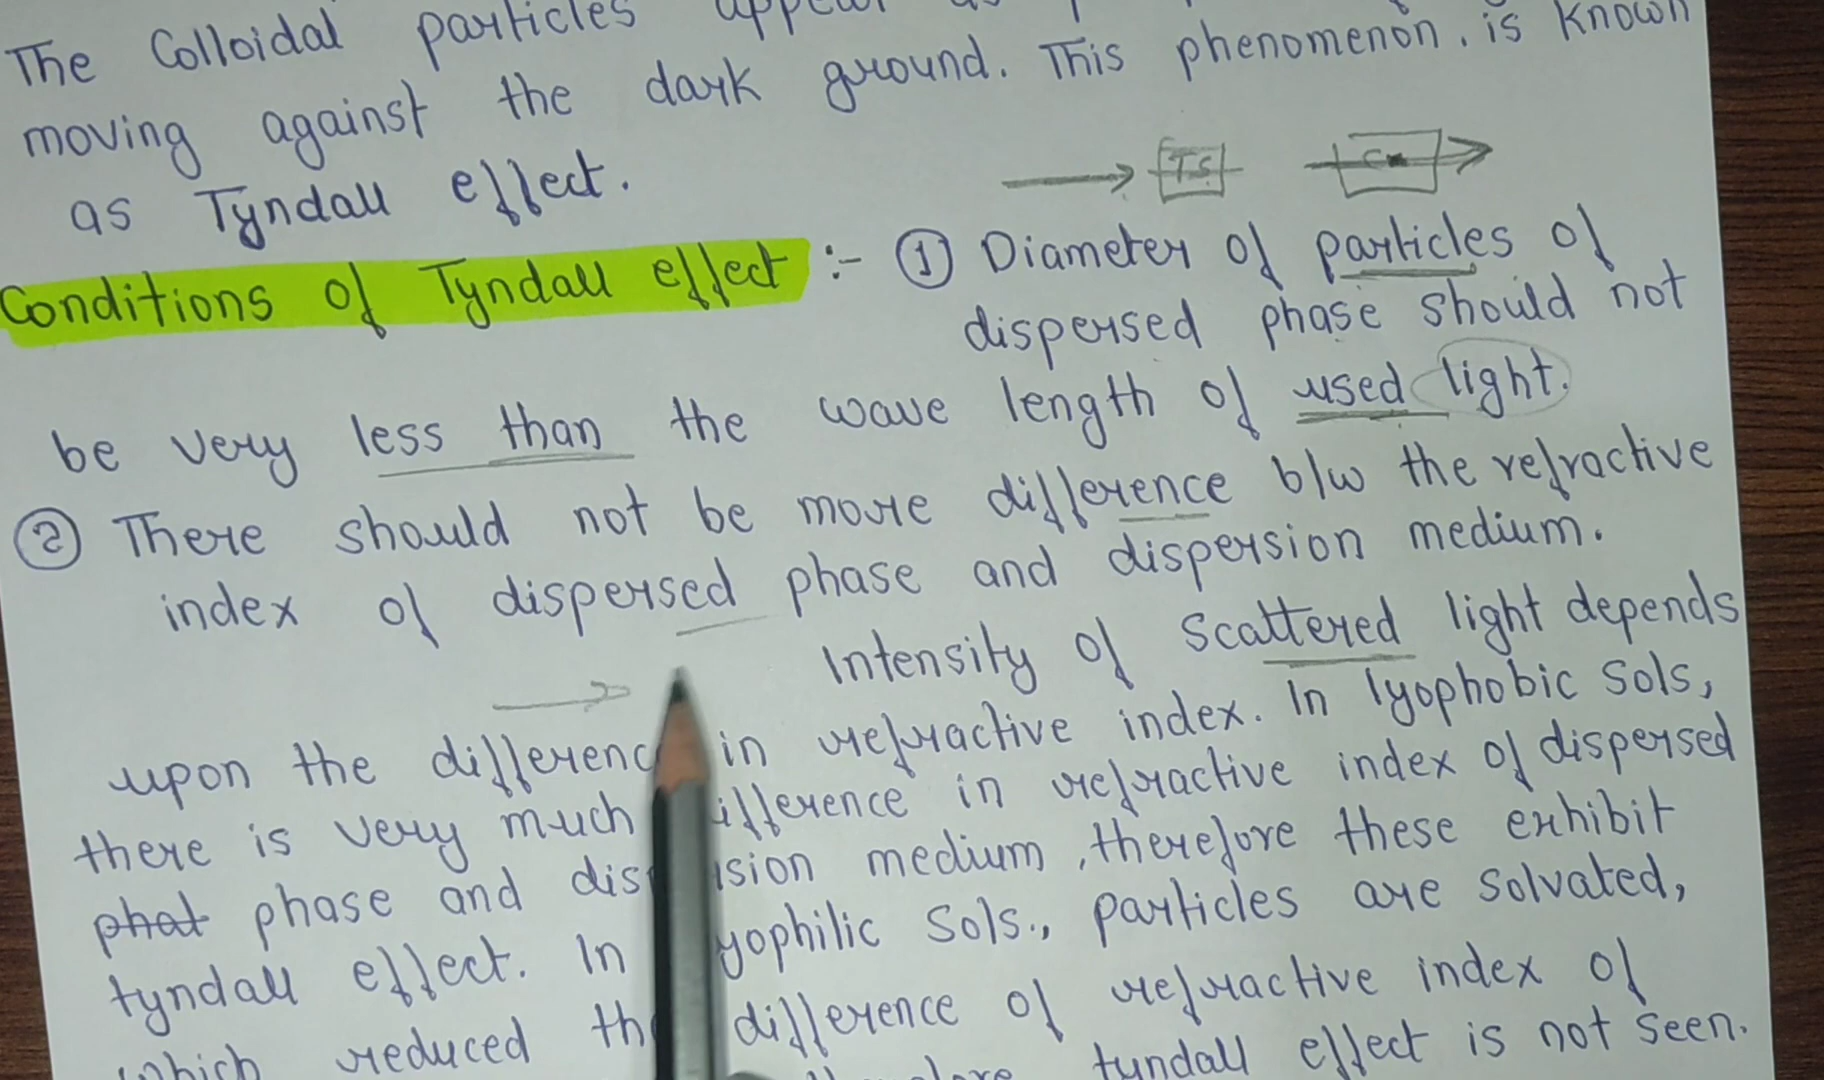 The Colloidal particles appear as
moving against the dark ground. This phenomenon, is known
as Tyndall effect.
TS
Conditions of Tyndall effect :- ① Diameter of particles of
dispersed phase should not
be very less than the wave length of used light.
② There should not be more difference b/w the refractive
index of dispersed phase and dispersion medium.
Intensity of scattered light depends
upon the differenc in refractive index. In lyophobic sols,
there is very much ifference in refractive index of dispersed
phat phase and dis sion medium, therefore these exhibit
tyndall effect. In yophilic sols., particles are solvated,
which reduced th difference of refractive index of
tyndall effect is not seen.